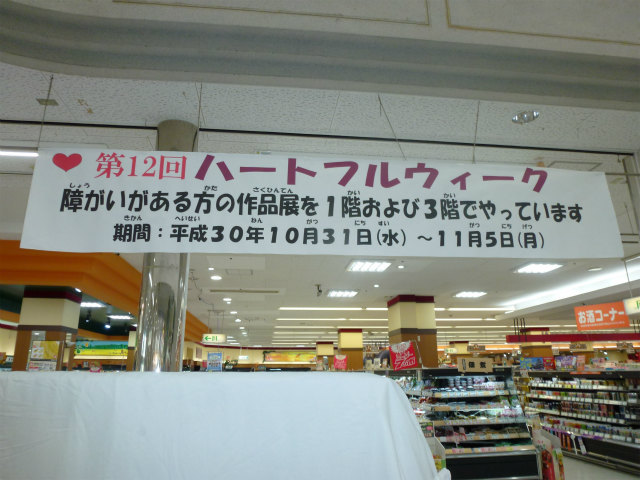 ❤第12回 ハートフルウィーク
障がいがある方の作品展を1階および3階でやっています
期間：平成30年10月31日(水) ～11月5日(月)
お酒コーナー